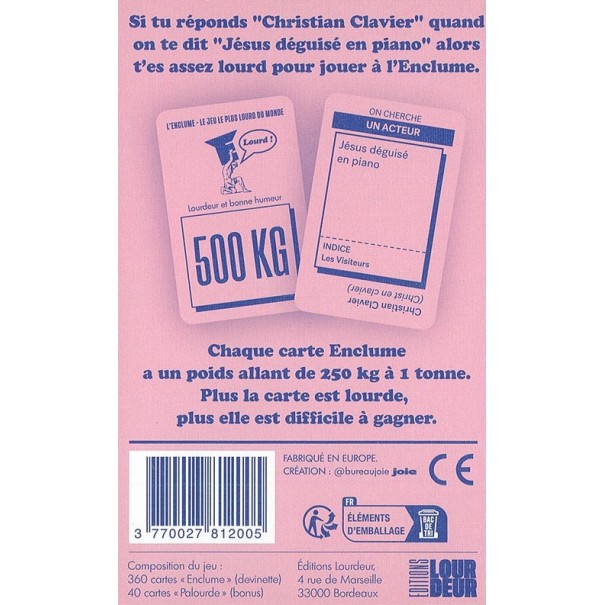 Si tu réponds "Christian Clavier" quand
on te dit "Jésus déguisé en piano" alors
t'es assez lourd pour jouer à l'Enclume.
L'ENCLUME - LE JEU LE PLUS LOURD DU MONDE
Lourd !
Lourdeur et bonne humeur
500 KG
ON CHERCHE
UN ACTEUR
Jésus déguisé
en piano
INDICE
Les Visiteurs
Christian Clavier
(Christ en clavier)
Chaque carte Enclume
a un poids allant de 250 kg à 1 tonne.
Plus la carte est lourde,
plus elle est difficile à gagner.
FABRIQUÉ EN EUROPE.
CRÉATION : @bureaujoie joie
CE
3 770027 812005
FR
ÉLÉMENTS
D'EMBALLAGE
BAC
DE
TRI
Composition du jeu :
360 cartes « Enclume » (devinette)
40 cartes « Palourde » (bonus)
Éditions Lourdeur,
4 rue de Marseille
33000 Bordeaux
ÉDITIONS
LOUR
DEUR